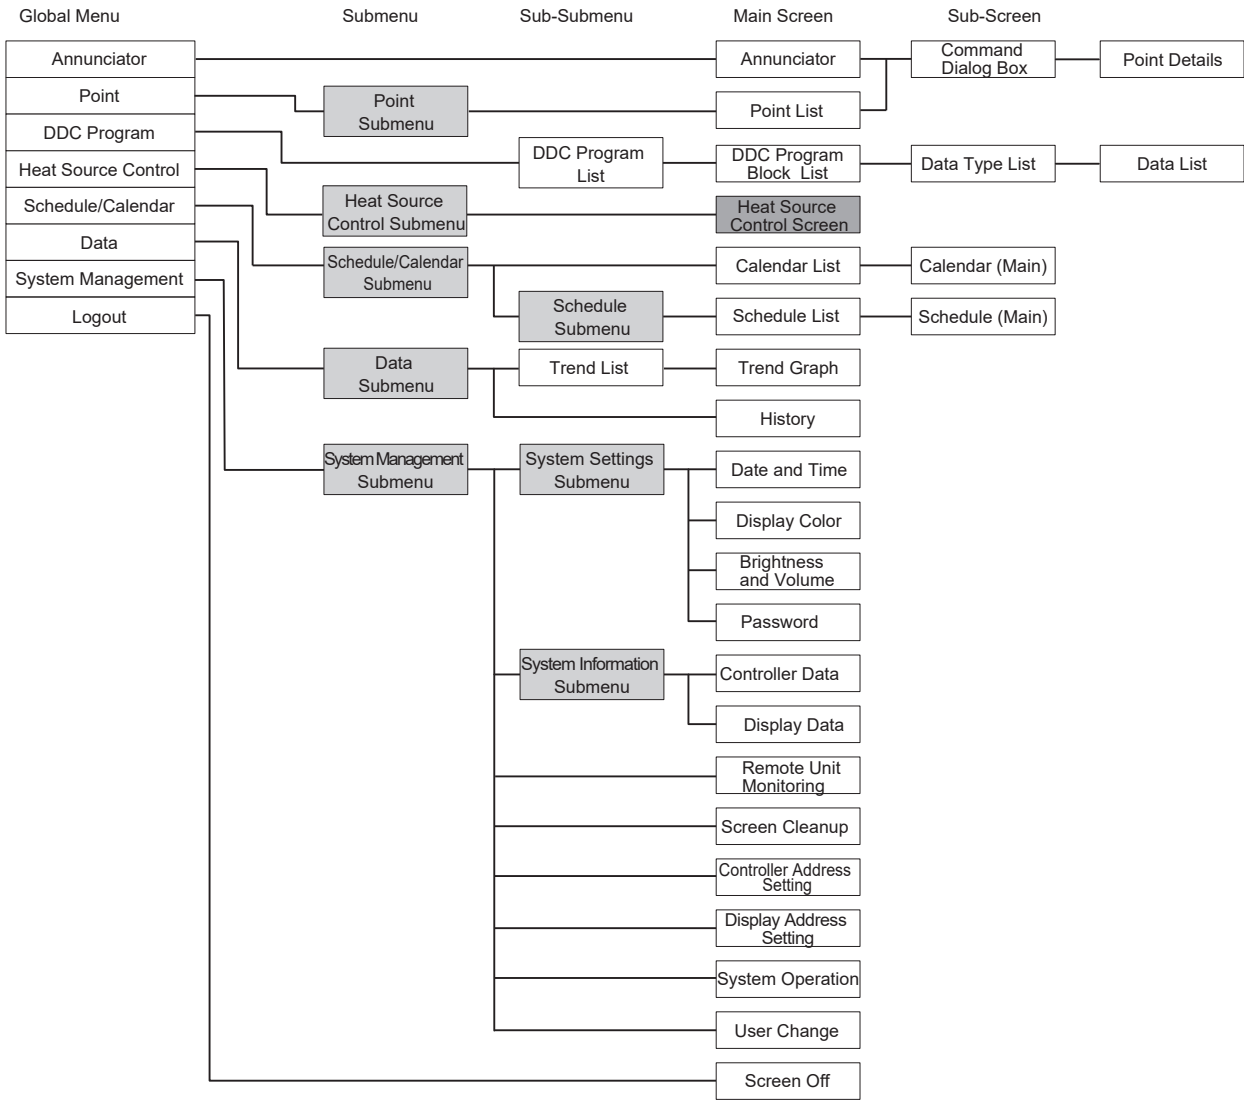 Global Menu
Submenu
Sub-Submenu
Main Screen
Sub-Screen
Annunciator
Point
DDC Program
Heat Source Control
Schedule/Calendar
Data
System Management
Logout
Point
Submenu
Heat Source
Control Submenu
Schedule/Calendar
Submenu
Data
Submenu
System Management
Submenu
DDC Program
List
Schedule
Submenu
Trend List
System Settings
Submenu
System Information
Submenu
Annunciator
Point List
DDC Program
Block List
Heat Source
Control Screen
Calendar List
Schedule List
Trend Graph
History
Date and Time
Display Color
Brightness
and Volume
Password
Controller Data
Display Data
Remote Unit
Monitoring
Screen Cleanup
Controller Address
Setting
Display Address
Setting
System Operation
User Change
Screen Off
Command
Dialog Box
Data Type List
Calendar (Main)
Schedule (Main)
Point Details
Data List